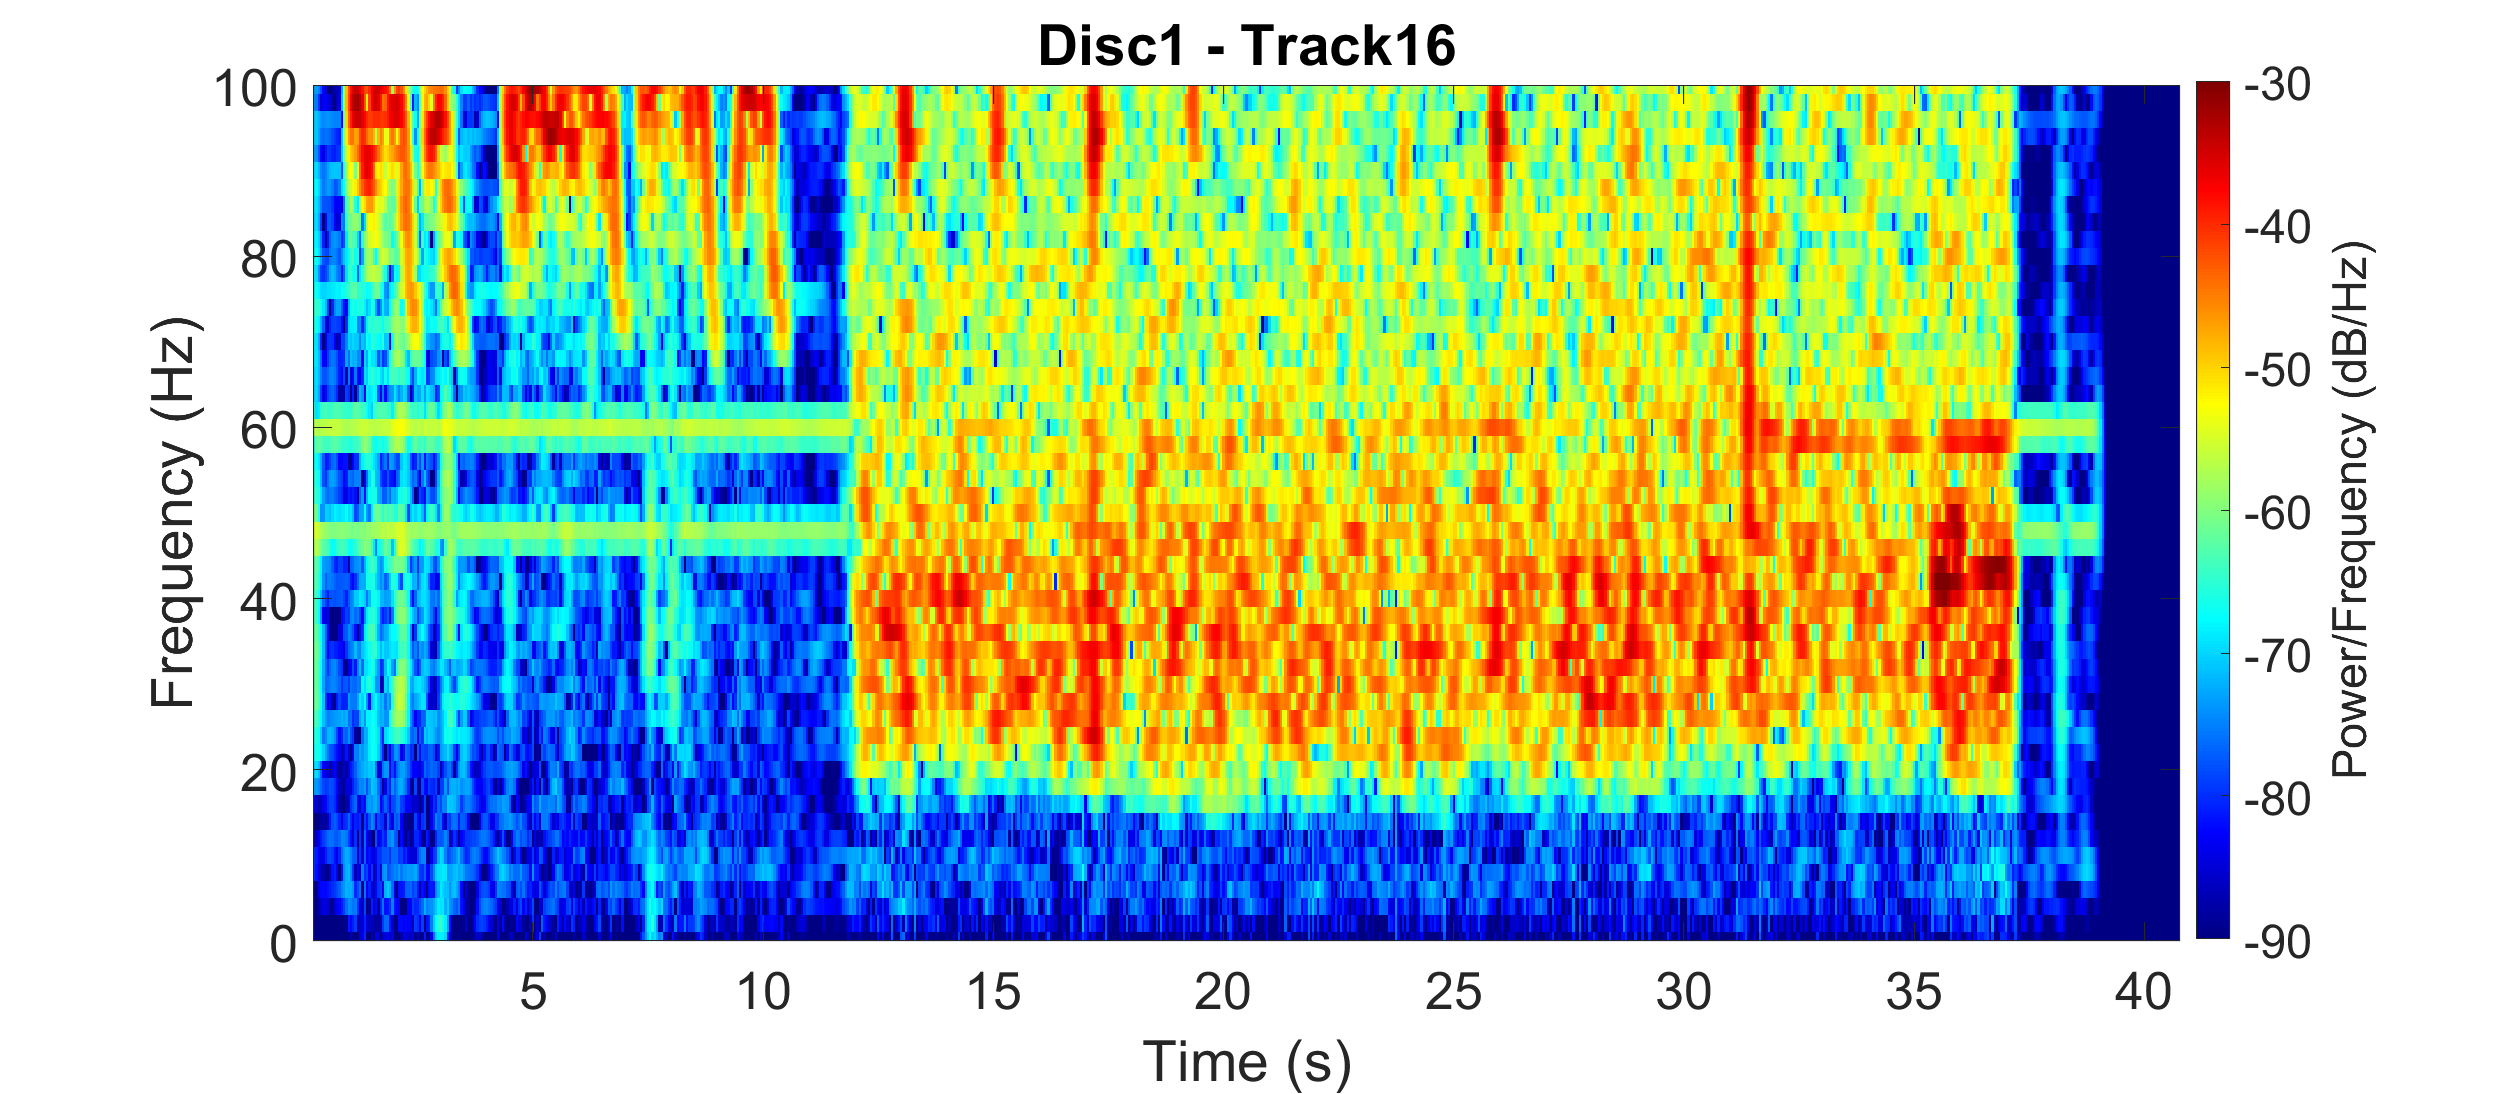 Disc1 - Track16
100
80
60
40
20
0
Frequency (Hz)
5 10 15 20 25 30 35 40
Time (s)
-30
-40
-50
-60
-70
-80
-90
Power/Frequency (dB/Hz)